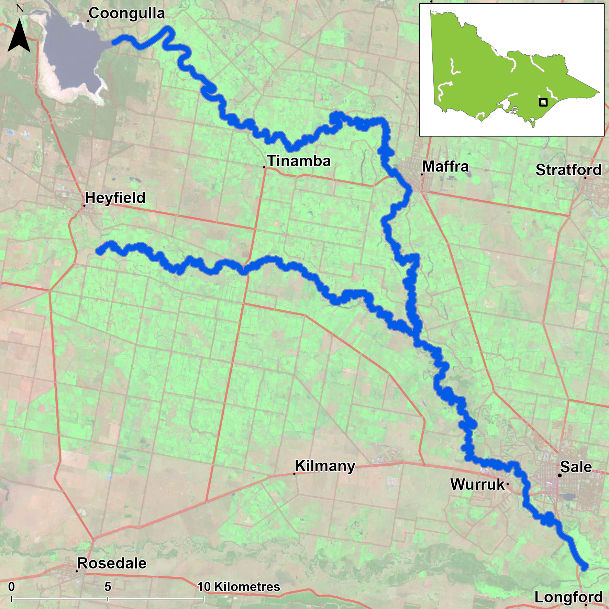 N
Coongulla
Tinamba
Maffra
Stratford
Heyfield
Kilmany
Sale
Wurruk
Rosedale
0 5 10 Kilometres
Longford